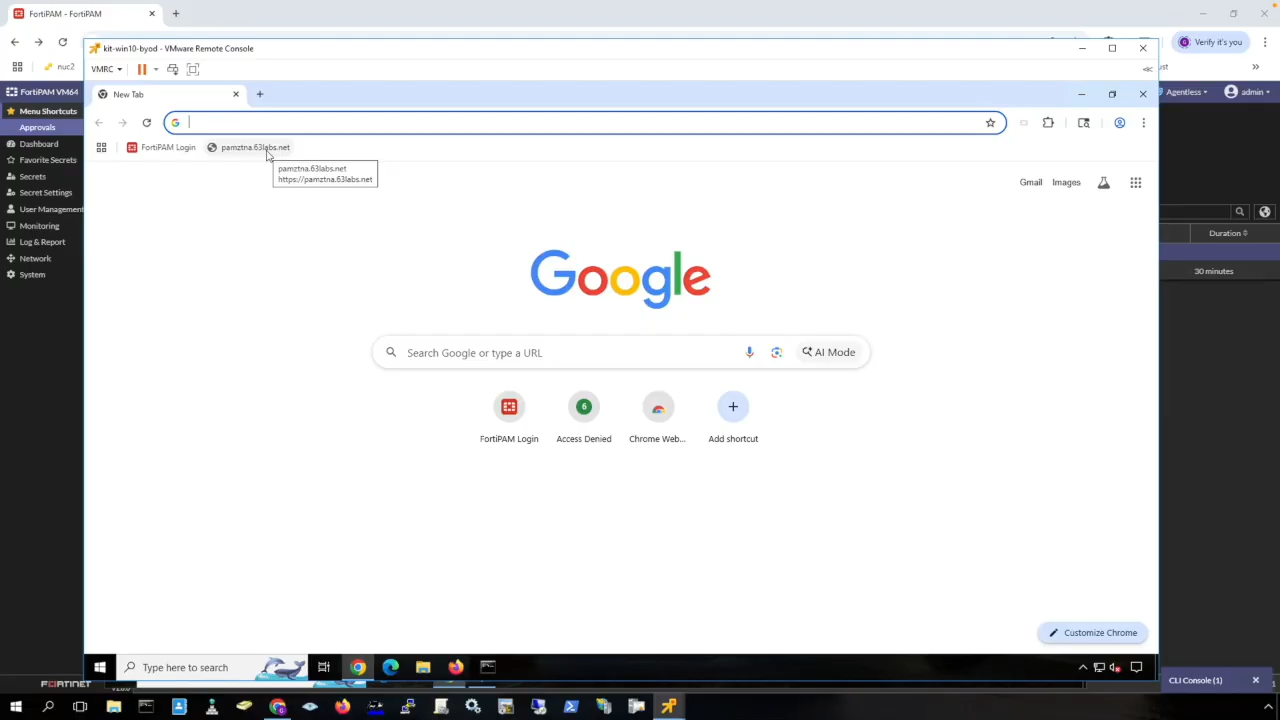 FortiPAM - FortiPAM
Verify it's you
nuc2
kit-win10-byod - VMware Remote Console
VMRC
New Tab
FortiPAM Login
pamztna.63labs.net
pamztna.63labs.net
https://pamztna.63labs.net
Gmail
Images
Google
Search Google or type a URL
AI Mode
FortiPAM Login
6
Access Denied
Chrome Web...
Add shortcut
Customize Chrome
Type here to search
FortiPAM VM64
Menu Shortcuts
Approvals
Dashboard
Favorite Secrets
Secrets
Secret Settings
User Management
Monitoring
Log & Report
Network
System
Agentless
admin
Duration
30 minutes
CLI Console (1)